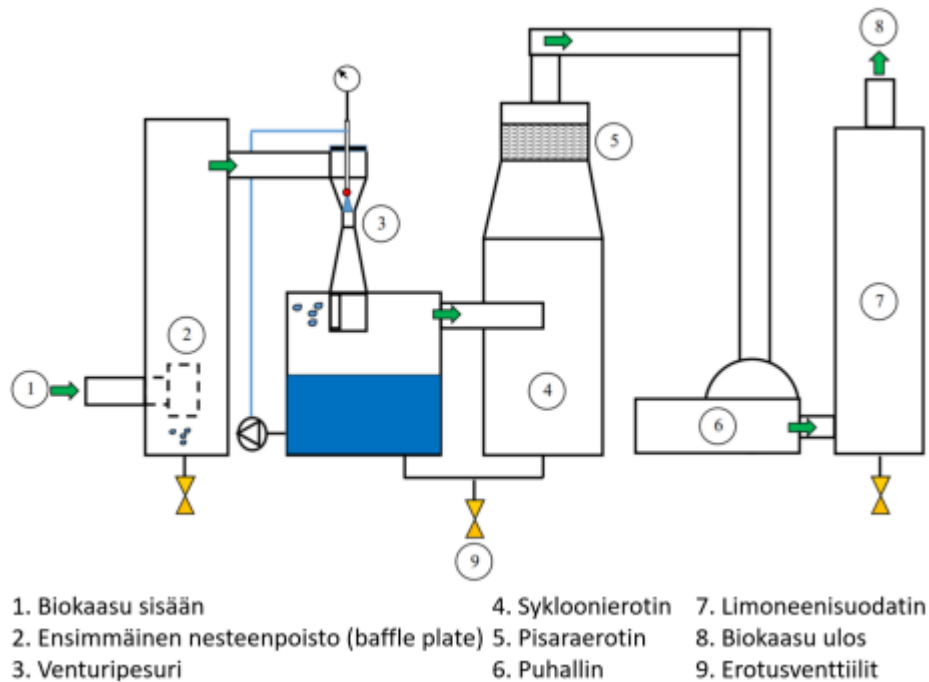 8
5
3
2
7
1
4
6
9
1. Biokaasu sisään
2. Ensimmäinen nesteenpoisto (baffle plate)
3. Venturipesuri
4. Sykloonierotin
5. Pisaraerotin
6. Puhallin
7. Limoneenisuodatin
8. Biokaasu ulos
9. Erotusventtiilit